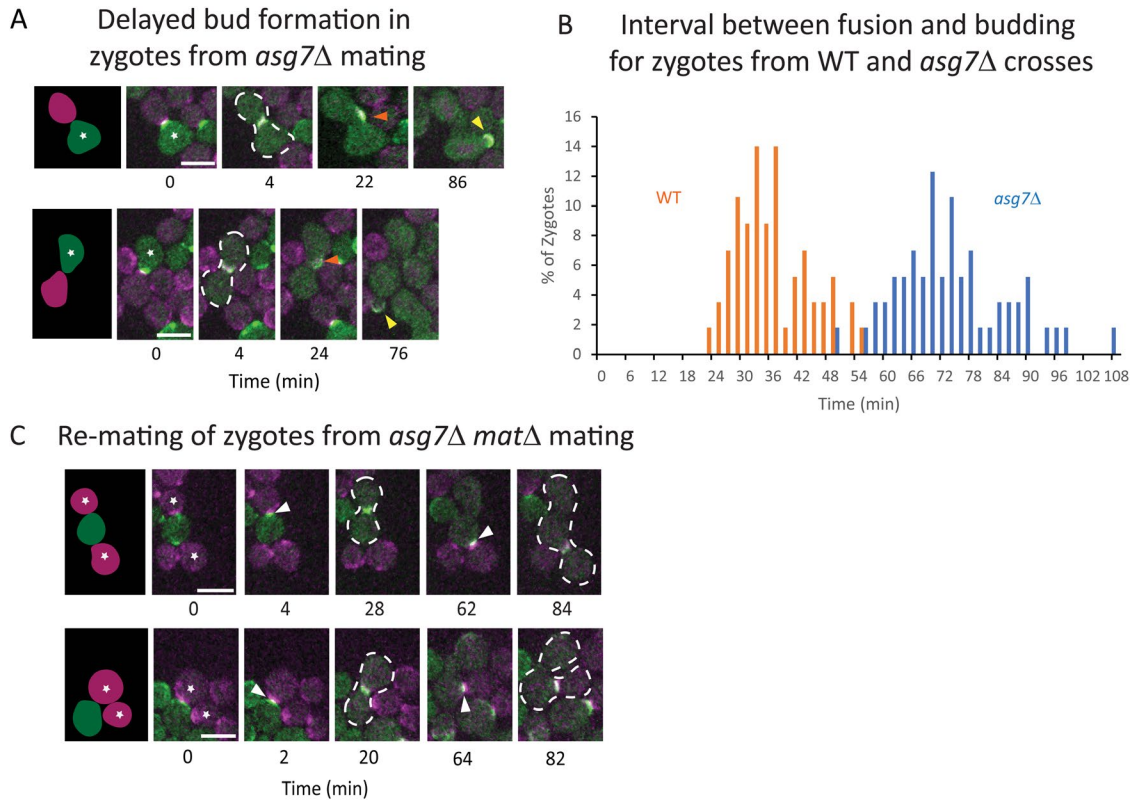 A
Delayed bud formation in
zygotes from asg7Δ mating
0 4 22 86
0 4 24 76
Time (min)
B
Interval between fusion and budding
for zygotes from WT and asg7Δ crosses
16
14
12
10
8
6
4
2
0
% of Zygotes
WT
asg7Δ
0 6 12 18 24 30 36 42 48 54 60 66 72 78 84 90 96 102 108
Time (min)
C
Re-mating of zygotes from asg7Δ matΔ mating
0 4 28 62 84
0 2 20 64 82
Time (min)